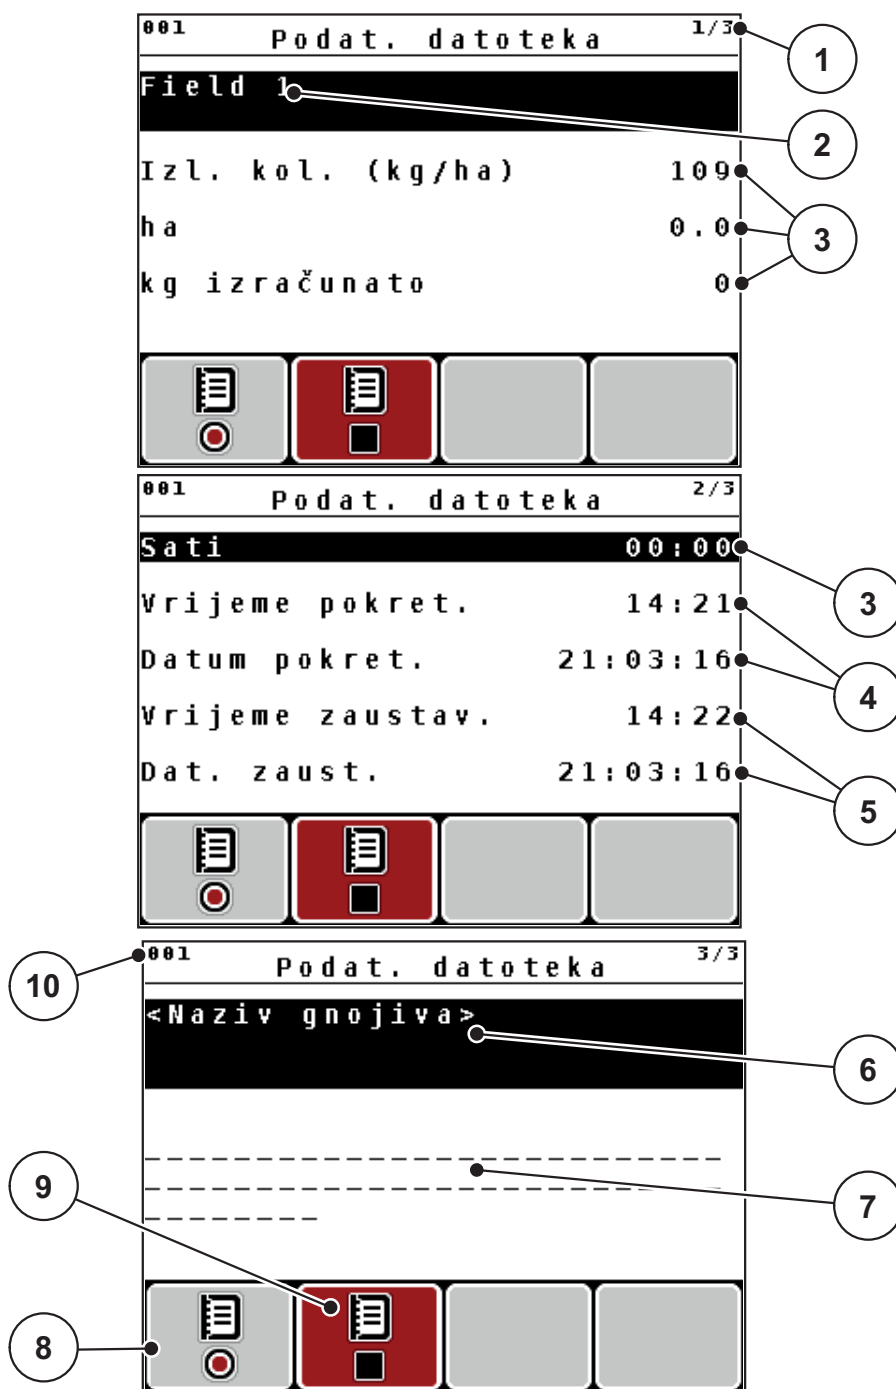 001 Podat. datoteka 1/3
1
Field 1
2
Izl. kol. (kg/ha) 109
ha 0.0
3
kg izračunato 0
001 Podat. datoteka 2/3
Sati 00:00
3
Vrijeme pokret. 14:21
Datum pokret. 21:03:16
4
Vrijeme zaustav. 14:22
Dat. zaust. 21:03:16
5
001 Podat. datoteka 3/3
10
<Naziv gnojiva>
6
9
7
8